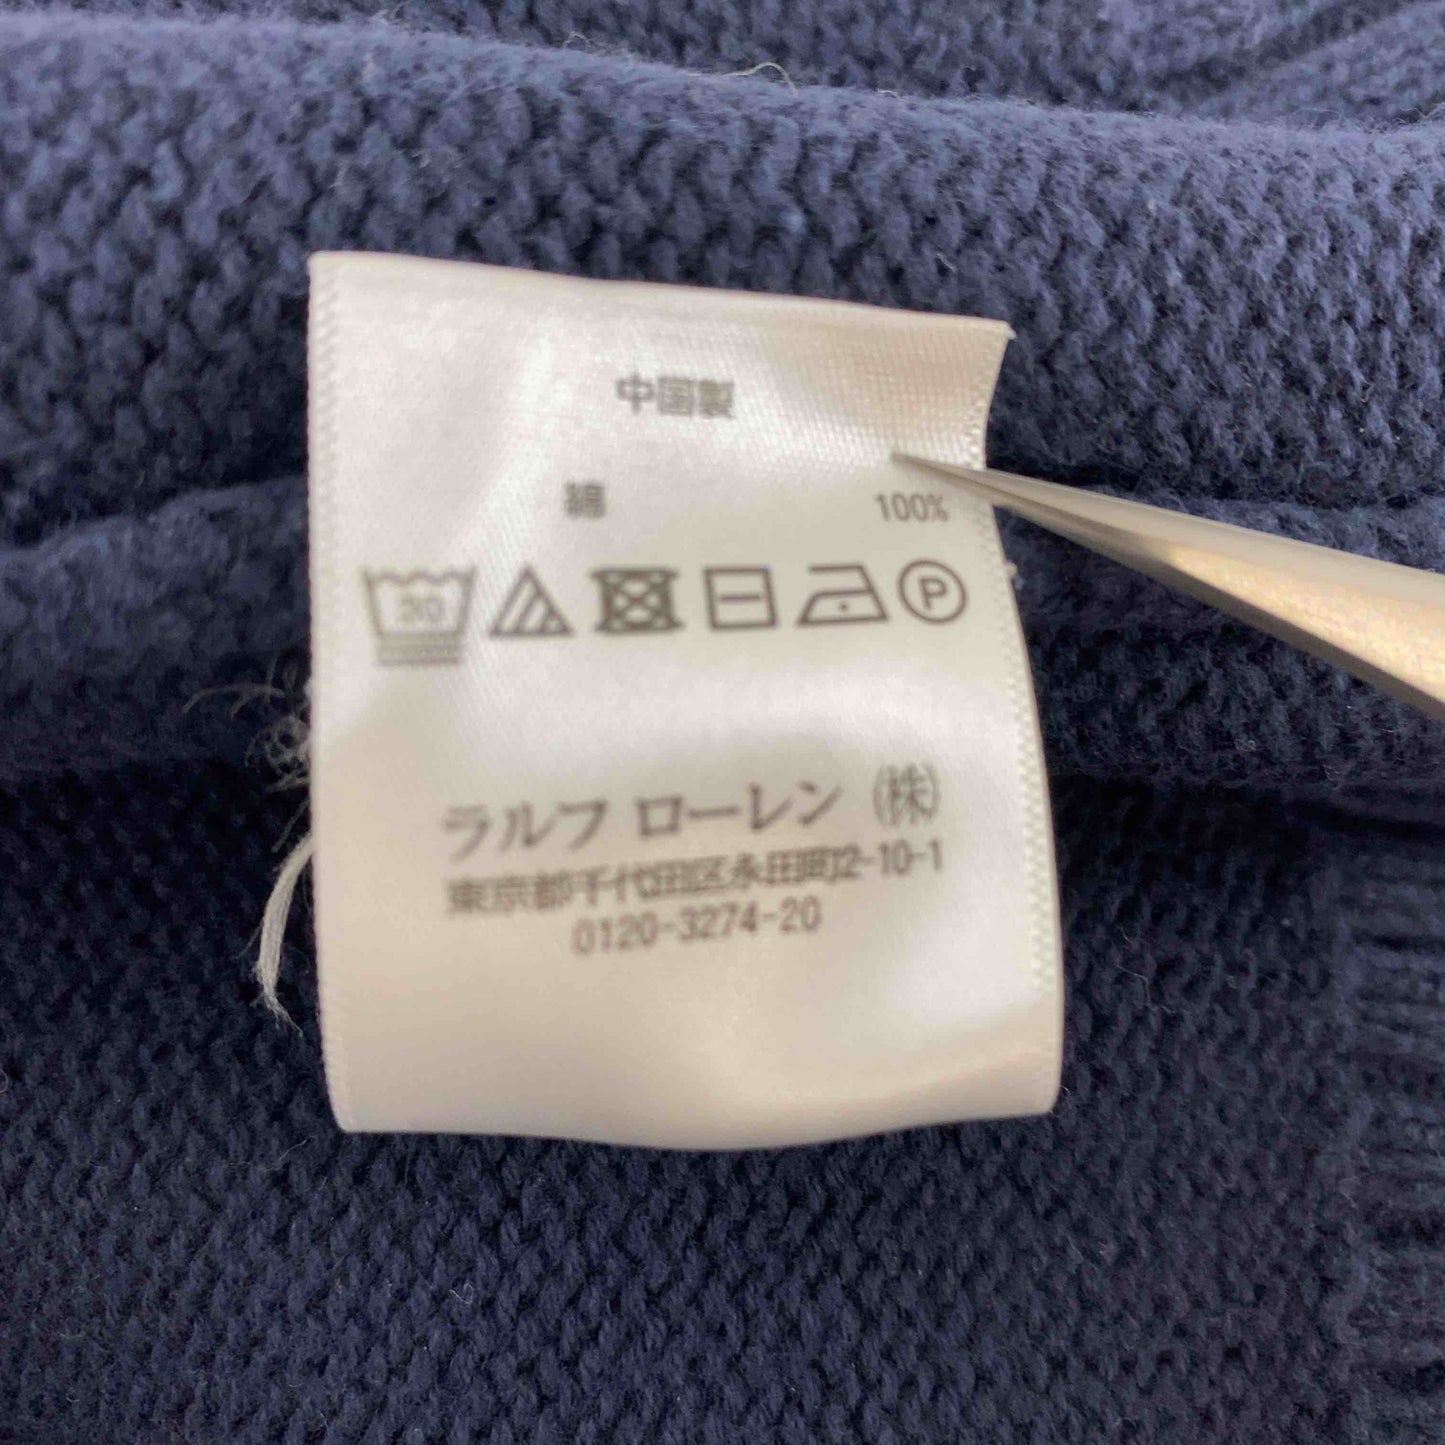 中国製
綿 100%
30 P
ラルフ ローレン (株)
東京都千代田区永田町2-10-1
0120-3274-20